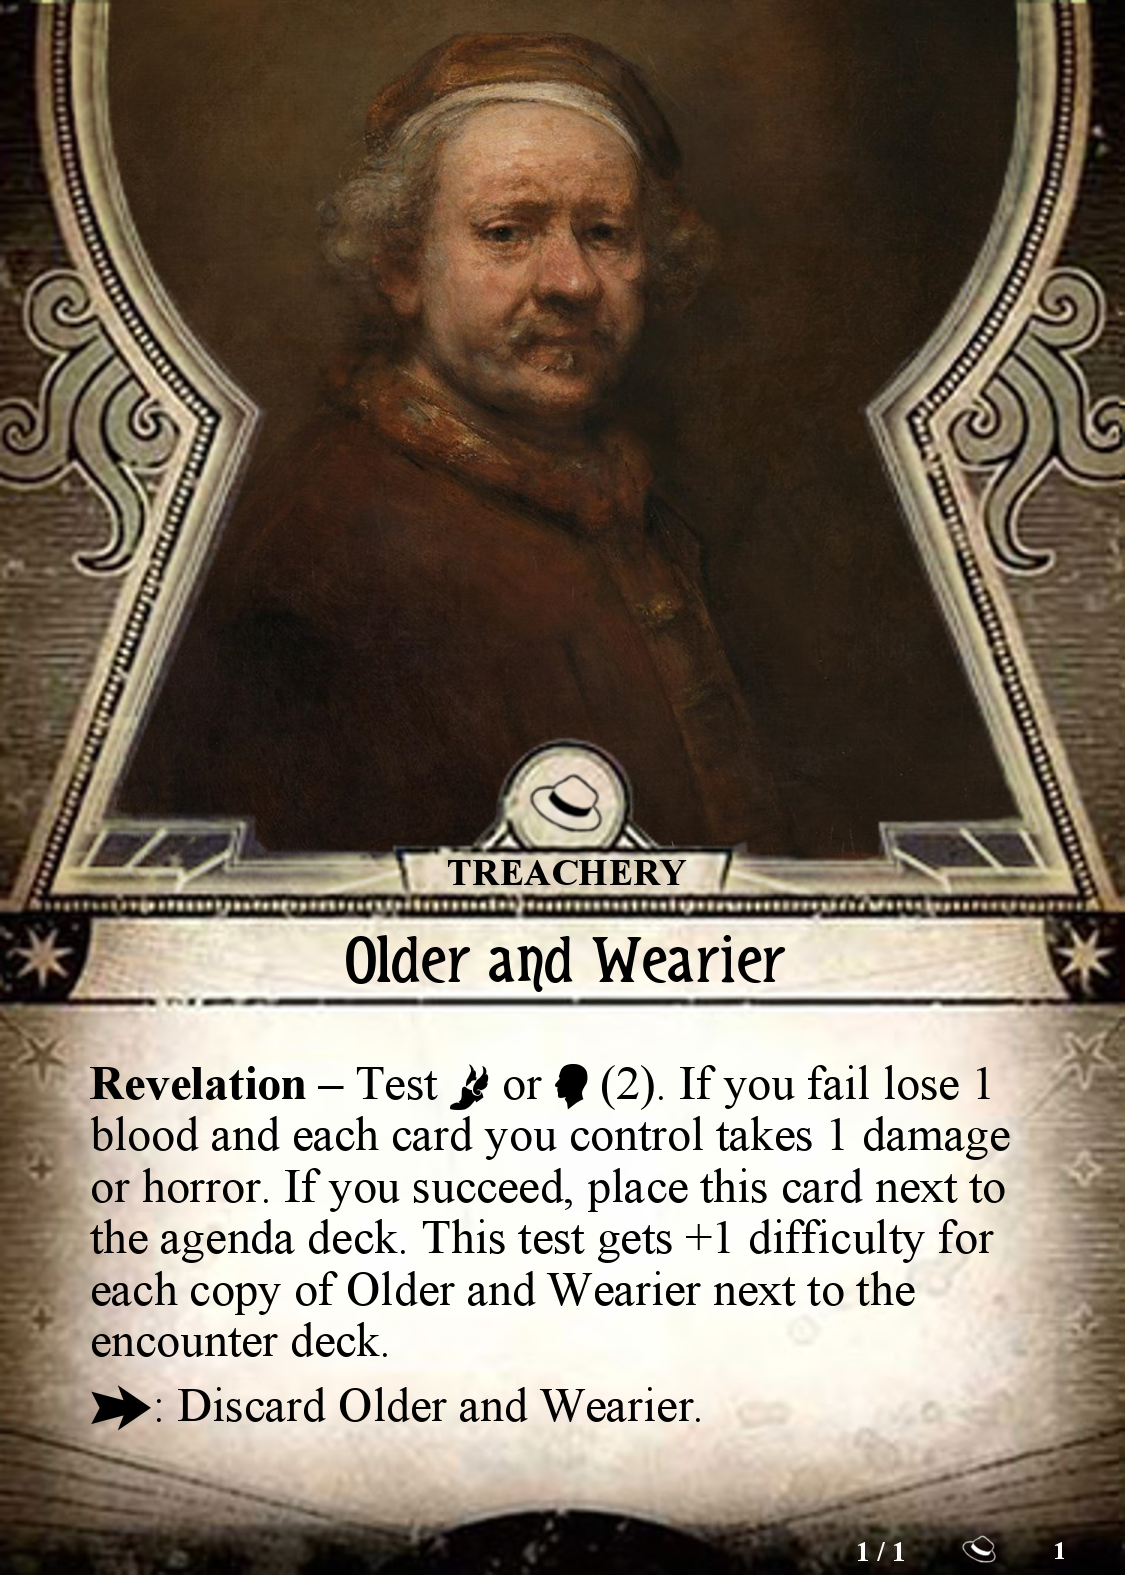 TREACHERY
Older and Wearier
Revelation – Test or (2). If you fail lose 1
blood and each card you control takes 1 damage
or horror. If you succeed, place this card next to
the agenda deck. This test gets +1 difficulty for
each copy of Older and Wearier next to the
encounter deck.
: Discard Older and Wearier.
1 / 1 1